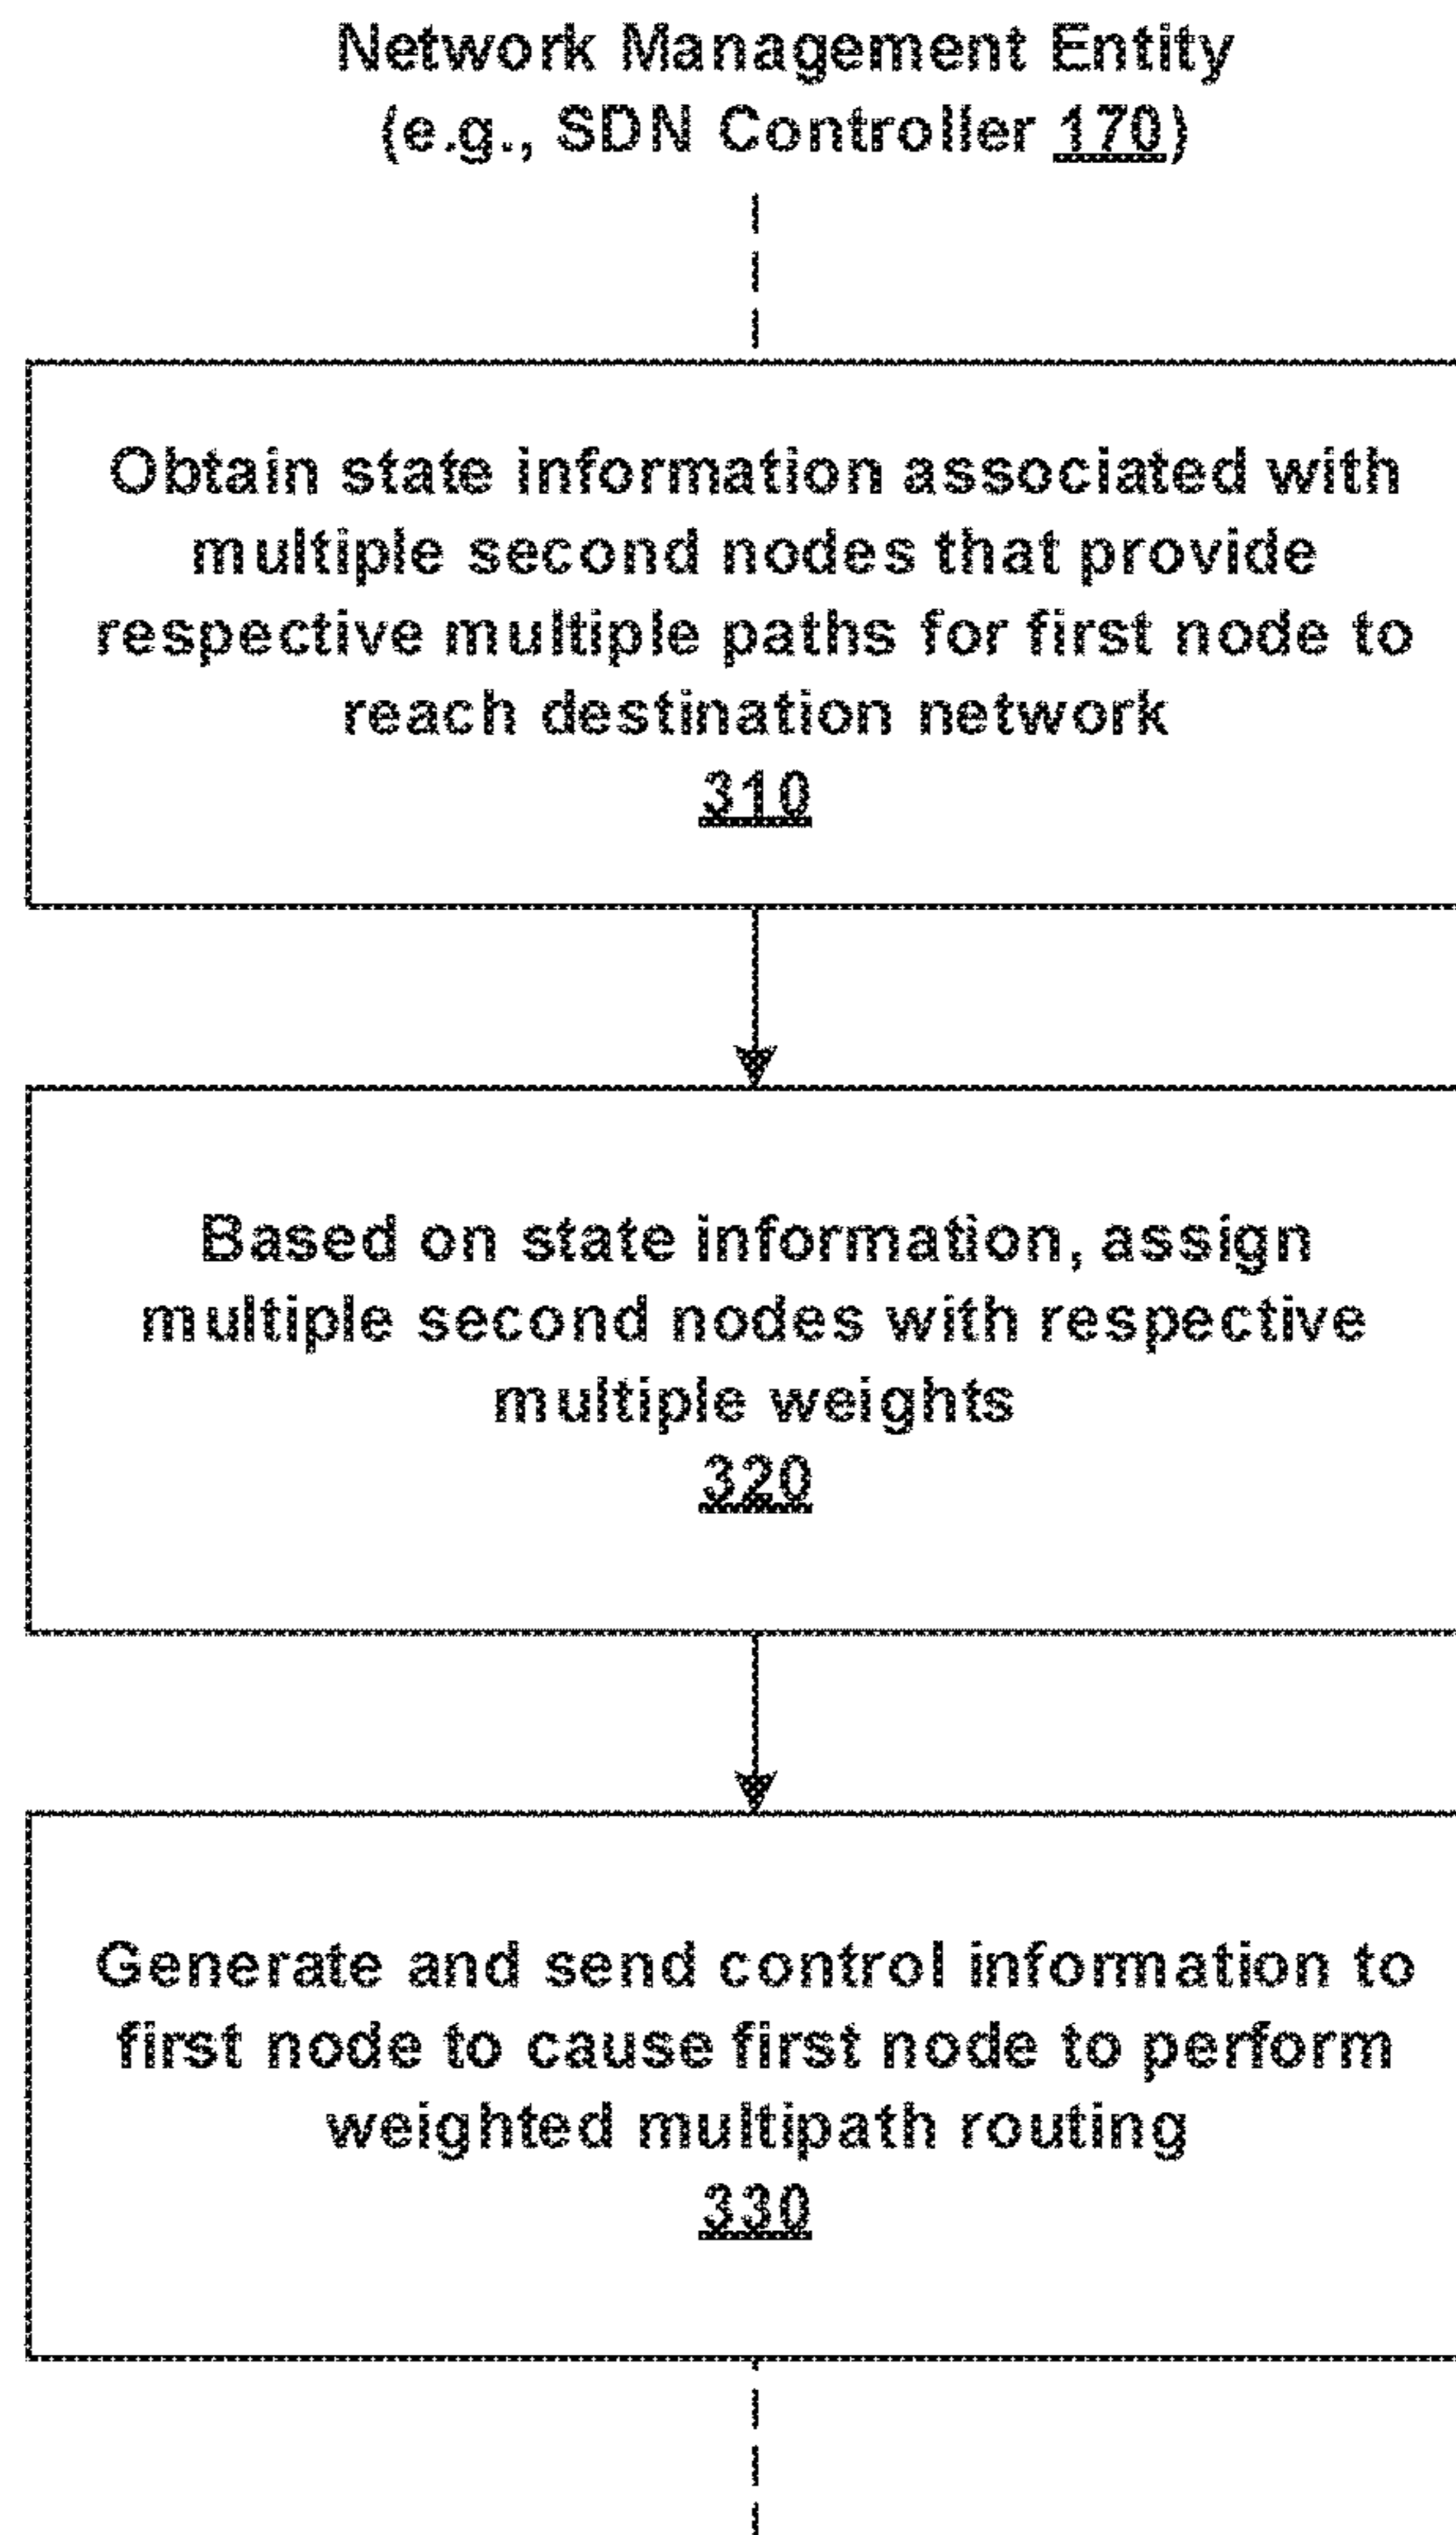 Network Management Entity
(e.g., SDN Controller 170)
Obtain state information associated with
multiple second nodes that provide
respective multiple paths for first node to
reach destination network
310
Based on state information, assign
multiple second nodes with respective
multiple weights
320
Generate and send control information to
first node to cause first node to perform
weighted multipath routing
330